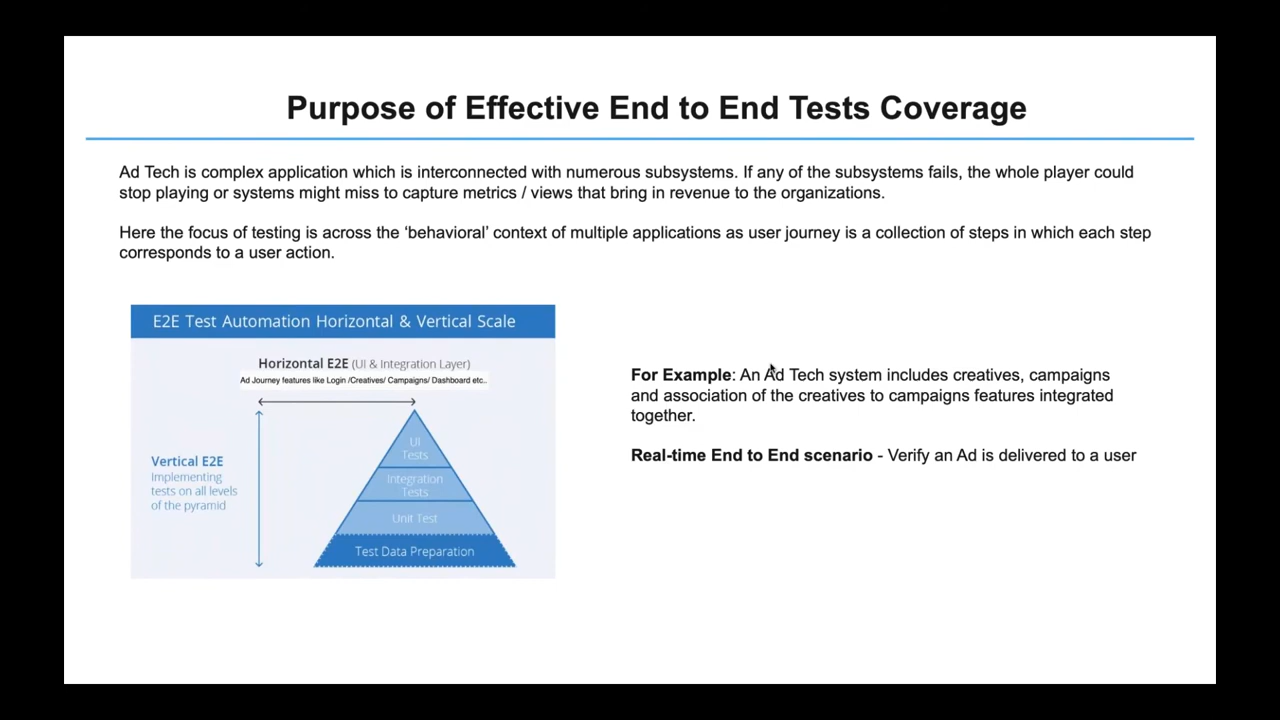 Purpose of Effective End to End Tests Coverage
Ad Tech is complex application which is interconnected with numerous subsystems. If any of the subsystems fails, the whole player could
stop playing or systems might miss to capture metrics / views that bring in revenue to the organizations.
Here the focus of testing is across the ‘behavioral’ context of multiple applications as user journey is a collection of steps in which each step
corresponds to a user action.
E2E Test Automation Horizontal & Vertical Scale
Horizontal E2E (UI & Integration Layer)
Ad Journey features like Login /Creatives/ Campaigns/ Dashboard etc..
Vertical E2E
Implementing
tests on all levels
of the pyramid
UI
Tests
Integration
Tests
Unit Test
Test Data Preparation
For Example: An Ad Tech system includes creatives, campaigns
and association of the creatives to campaigns features integrated
together.
Real-time End to End scenario - Verify an Ad is delivered to a user